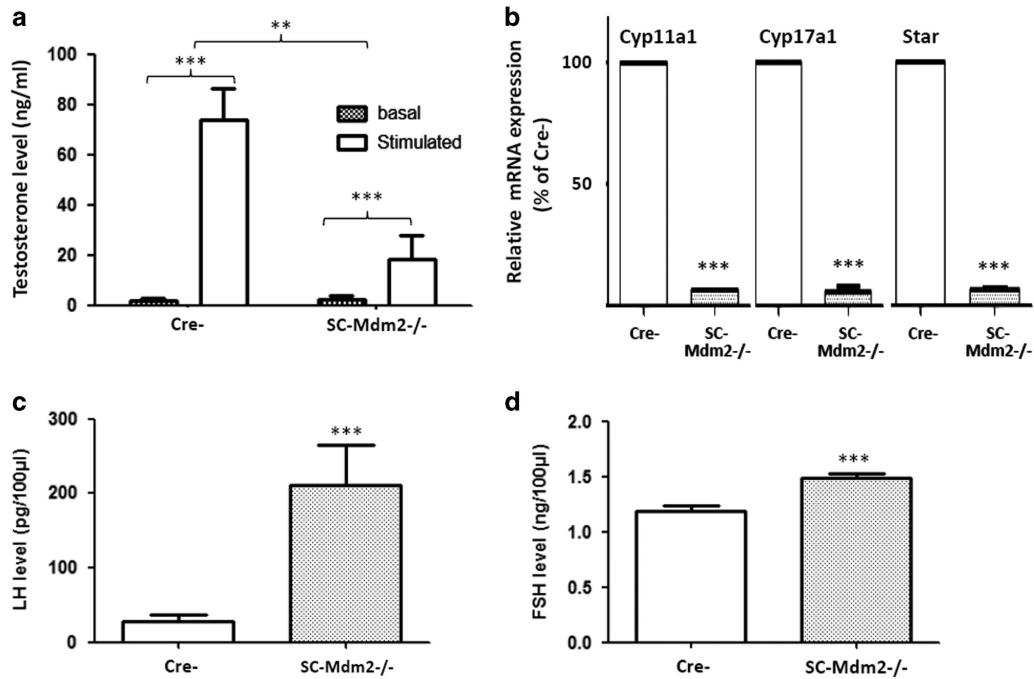 a
Testosterone level (ng/ml)
100
80
60
40
20
0
**
***
***
basal
Stimulated
Cre-
SC-Mdm2-/-
b
Relative mRNA expression
(% of Cre-)
100
50
Cyp11a1
Cyp17a1
Star
***
***
***
Cre-
SC-
Mdm2-/-
Cre-
SC-
Mdm2-/-
Cre-
SC-
Mdm2-/-
c
LH level (pg/100µl)
300
200
100
0
***
Cre-
SC-Mdm2-/-
d
FSH level (ng/100µl)
2.0
1.5
1.0
0.5
0.0
***
Cre-
SC-Mdm2-/-